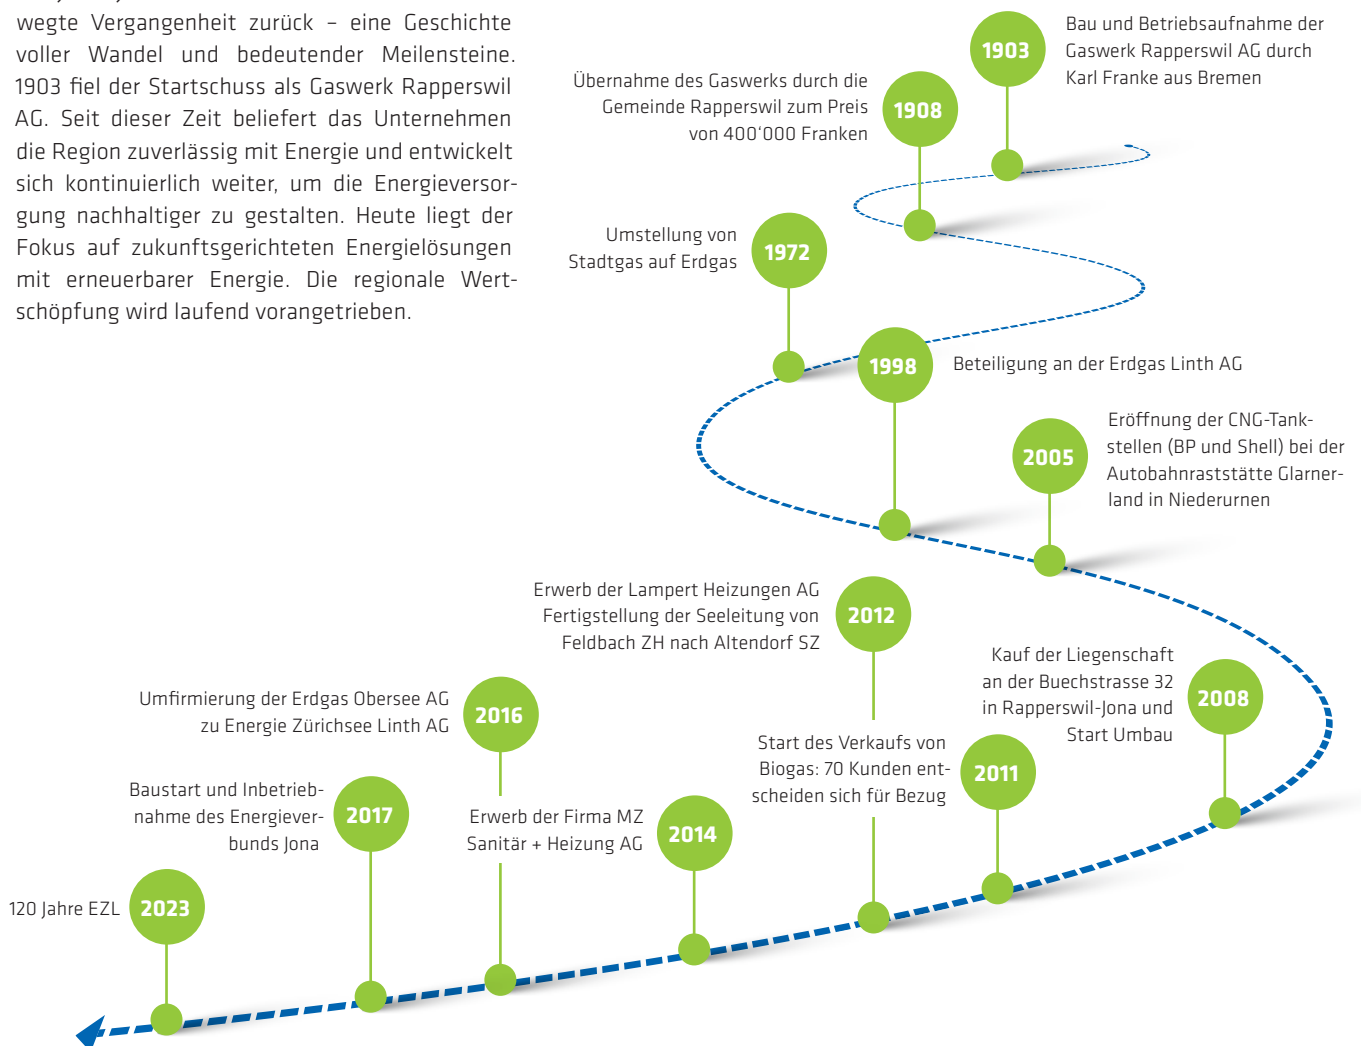 wegte Vergangenheit zurück – eine Geschichte
voller Wandel und bedeutender Meilensteine.
1903 fiel der Startschuss als Gaswerk Rapperswil
AG. Seit dieser Zeit beliefert das Unternehmen
die Region zuverlässig mit Energie und entwickelt
sich kontinuierlich weiter, um die Energieversor-
gung nachhaltiger zu gestalten. Heute liegt der
Fokus auf zukunftsgerichteten Energielösungen
mit erneuerbarer Energie. Die regionale Wert-
schöpfung wird laufend vorangetrieben.
1903
Bau und Betriebsaufnahme der
Gaswerk Rapperswil AG durch
Karl Franke aus Bremen
Übernahme des Gaswerks durch die
Gemeinde Rapperswil zum Preis
von 400‘000 Franken
1908
Umstellung von
Stadtgas auf Erdgas
1972
1998
Beteiligung an der Erdgas Linth AG
2005
Eröffnung der CNG-Tank-
stellen (BP und Shell) bei der
Autobahnraststätte Glarner-
land in Niederurnen
Kauf der Liegenschaft
an der Buechstrasse 32
in Rapperswil-Jona und
Start Umbau
2008
Start des Verkaufs von
Biogas: 70 Kunden ent-
scheiden sich für Bezug
2011
Erwerb der Lampert Heizungen AG
Fertigstellung der Seeleitung von
Feldbach ZH nach Altendorf SZ
2012
Erwerb der Firma MZ
Sanitär + Heizung AG
2014
Umfirmierung der Erdgas Obersee AG
zu Energie Zürichsee Linth AG
2016
Baustart und Inbetrieb-
nahme des Energiever-
bunds Jona
2017
120 Jahre EZL
2023